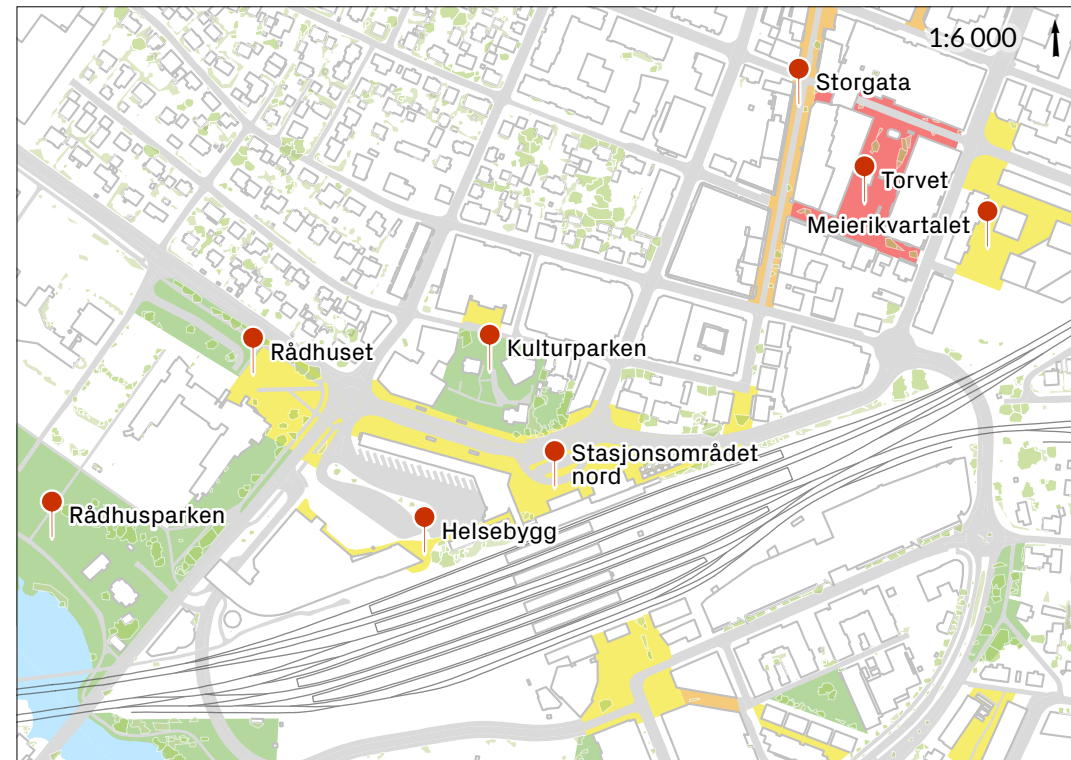 1:6 000
Storgata
Torvet
Meierikvartalet
Rådhuset
Kulturparken
Stasjonsområdet
nord
Rådhusparken
Helsebygg